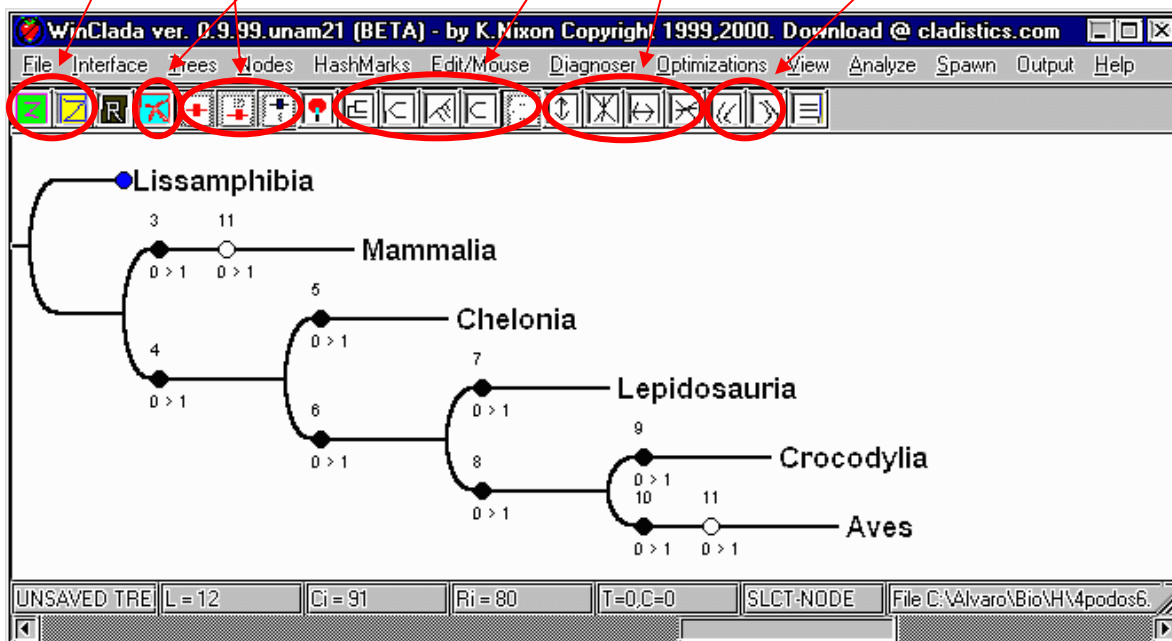 WinClada ver. 0.9.99.unam21 (BETA) - by K.Nixon Copyright 1999,2000. Download @ cladistics.com
File Interface Trees Nodes HashMarks Edit/Mouse Diagnoser Optimizations View Analyze Spawn Output Help
Z Z R
Lissamphibia
3 11
Mammalia
0 > 1 0 > 1
5
Chelonia
0 > 1
4
0 > 1
7
Lepidosauria
0 > 1
6
0 > 1
9
Crocodylia
0 > 1
8
0 > 1
10 11
Aves
0 > 1 0 > 1
UNSAVED TREE L = 12 Ci = 91 Ri = 80 T=0,C=0 SLCT-NODE File C:\Alvaro\Bio\H\4podos6.